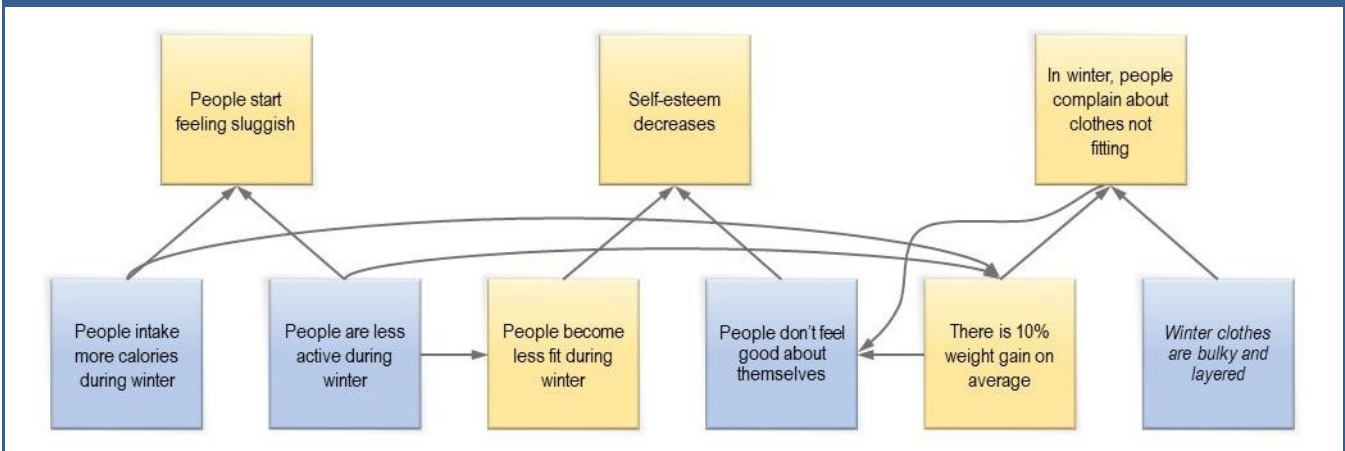 People start
feeling sluggish
Self-esteem
decreases
In winter, people
complain about
clothes not
fitting
People intake
more calories
during winter
People are less
active during
winter
People become
less fit during
winter
People don't feel
good about
themselves
There is 10%
weight gain on
average
Winter clothes
are bulky and
layered